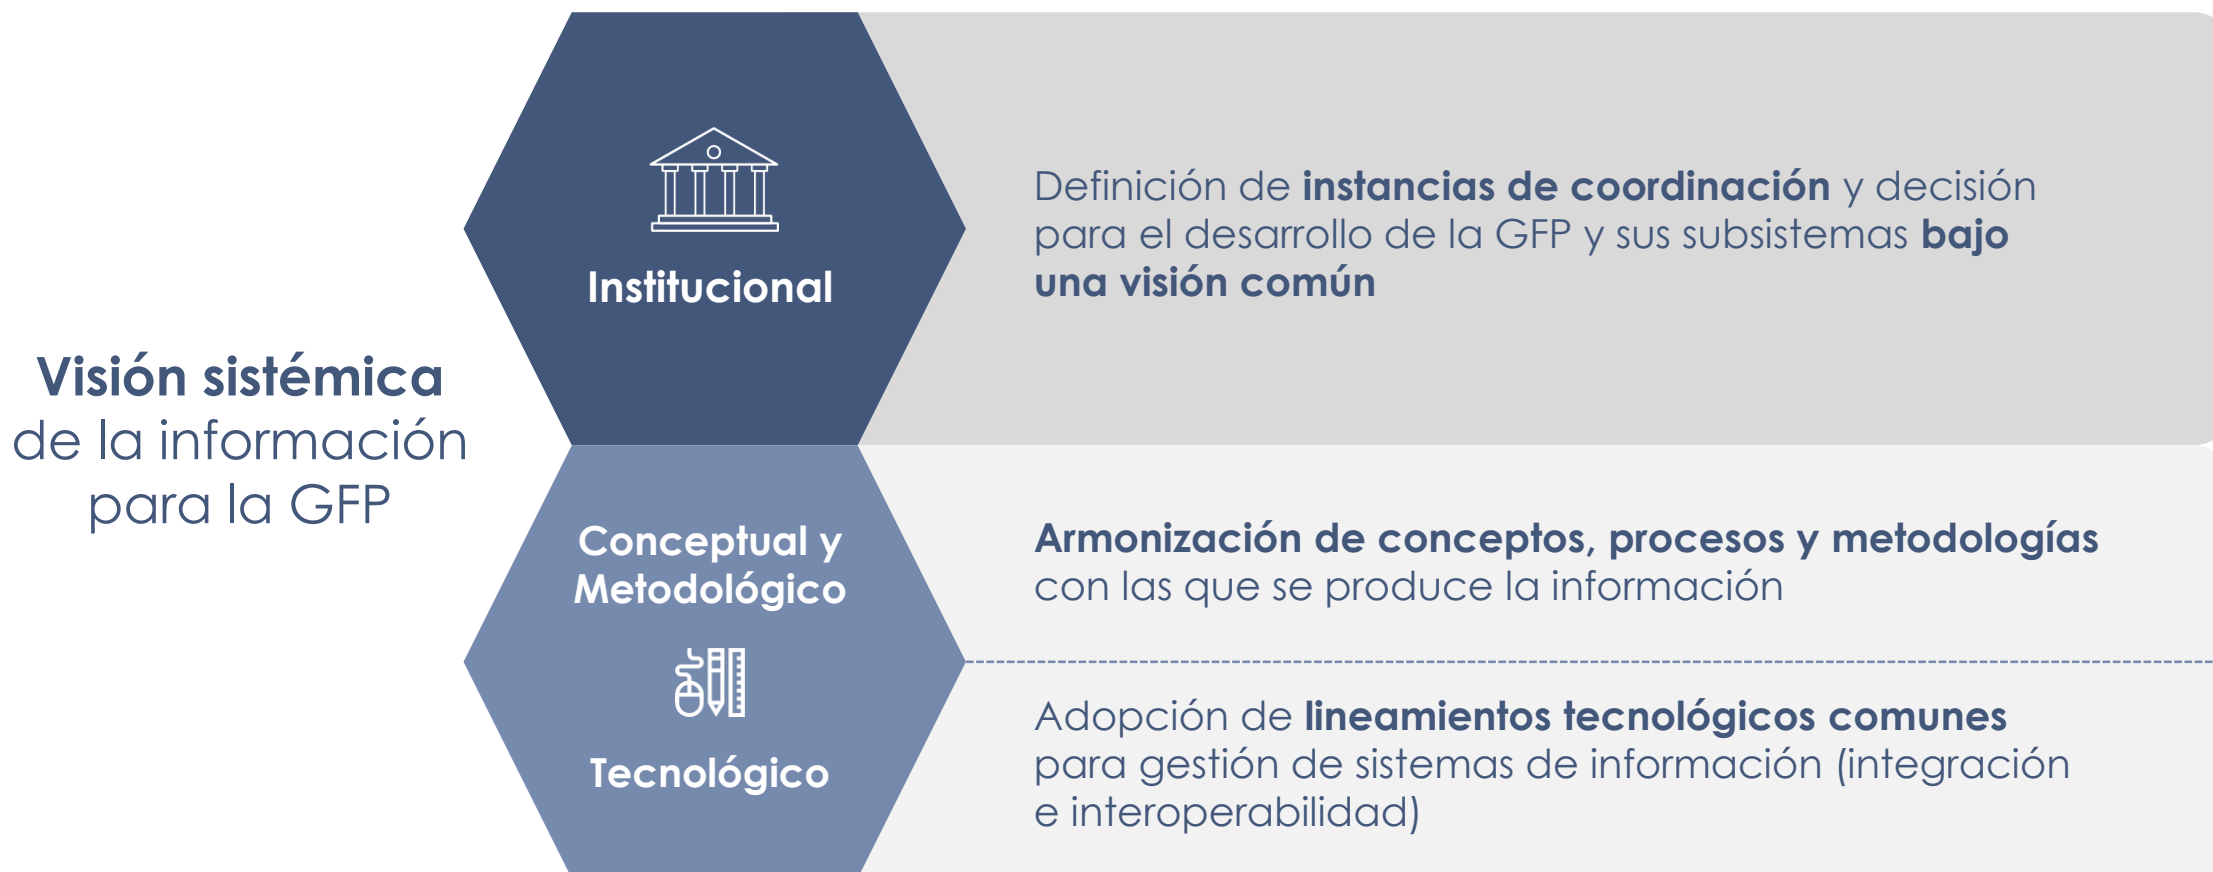 Visión sistémica
de la información
para la GFP
Institucional
Definición de instancias de coordinación y decisión
para el desarrollo de la GFP y sus subsistemas bajo
una visión común
Conceptual y
Metodológico
Tecnológico
Armonización de conceptos, procesos y metodologías
con las que se produce la información
Adopción de lineamientos tecnológicos comunes
para gestión de sistemas de información (integración
e interoperabilidad)